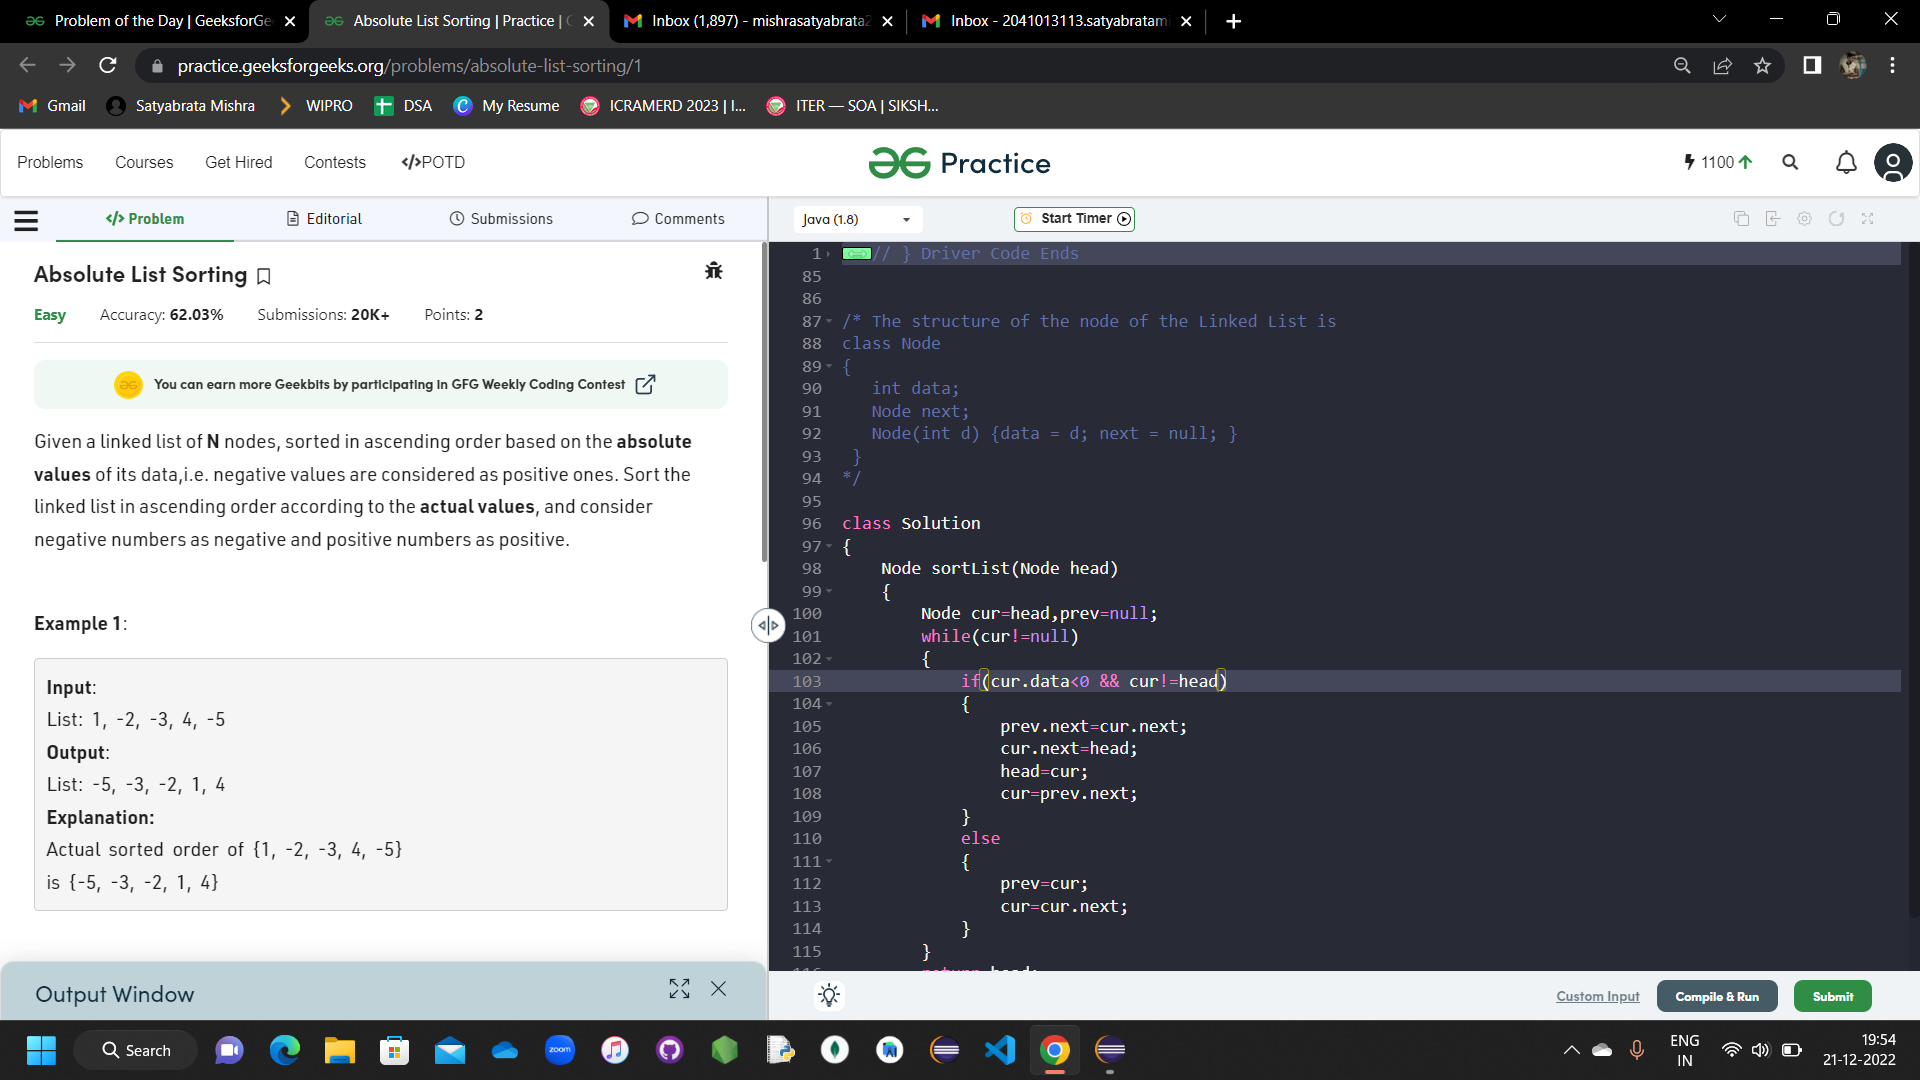 Problem of the Day | GeeksforGe
Absolute List Sorting | Practice |
Inbox (1,897) - mishrasatyabrata2
Inbox - 2041013113.satyabratami
practice.geeksforgeeks.org/problems/absolute-list-sorting/1
Gmail
Satyabrata Mishra
WIPRO
DSA
My Resume
ICRAMERD 2023 | I...
ITER — SOA | SIKSH...
Problems
Courses
Get Hired
Contests
</>POTD
Practice
1100
</> Problem
Editorial
Submissions
Comments
Absolute List Sorting
Easy
Accuracy: 62.03%
Submissions: 20K+
Points: 2
You can earn more Geekbits by participating in GFG Weekly Coding Contest
Given a linked list of N nodes, sorted in ascending order based on the absolute
values of its data,i.e. negative values are considered as positive ones. Sort the
linked list in ascending order according to the actual values, and consider
negative numbers as negative and positive numbers as positive.
Example 1:
Input:
List: 1, -2, -3, 4, -5
Output:
List: -5, -3, -2, 1, 4
Explanation:
Actual sorted order of {1, -2, -3, 4, -5}
is {-5, -3, -2, 1, 4}
Output Window
Java (1.8)
Start Timer
1 // } Driver Code Ends
85
86
87 /* The structure of the node of the Linked List is
88 class Node
89 {
90 int data;
91 Node next;
92 Node(int d) {data = d; next = null; }
93 }
94 */
95
96 class Solution
97 {
98 Node sortList(Node head)
99 {
100 Node cur=head,prev=null;
101 while(cur!=null)
102 {
103 if(cur.data<0 && cur!=head)
104 {
105 prev.next=cur.next;
106 cur.next=head;
107 head=cur;
108 cur=prev.next;
109 }
110 else
111 {
112 prev=cur;
113 cur=cur.next;
114 }
115 }
Custom Input
Compile & Run
Submit
Search
zoom
ENG
IN
19:54
21-12-2022